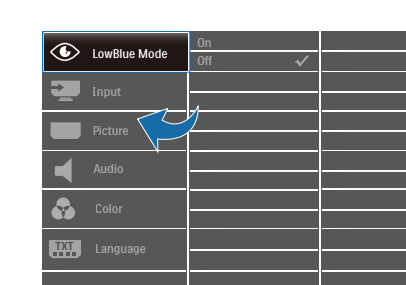 LowBlue Mode
On
Off
Input
Picture
Audio
Color
TXT
Language